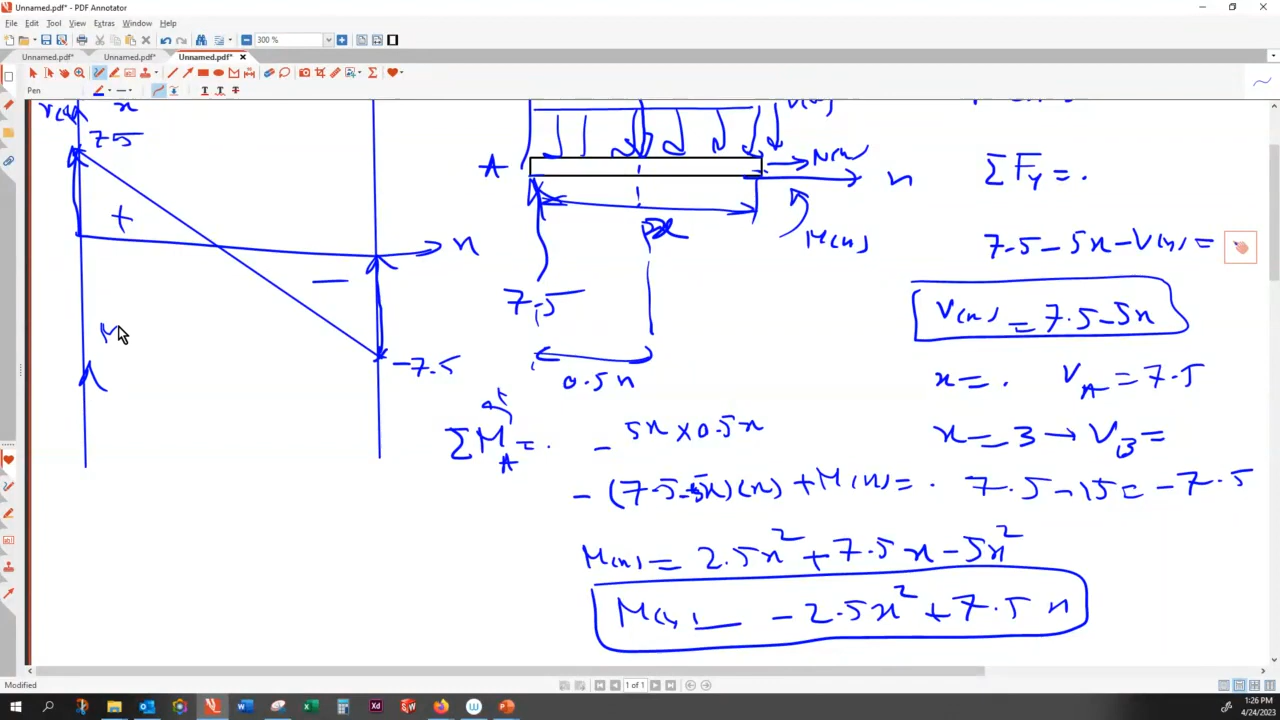 Unnamed.pdf* - PDF Annotator
File Edit Tool View Extras Window Help
300 %
Unnamed.pdf* Unnamed.pdf* Unnamed.pdf*
Pen
x
7.5
+
x
−
-7.5
M
A
N(x)
x
M(x)
7.5
0.5x
ΣFy = .
7.5 - 5x - V(x) =
V(x) = 7.5 - 5x
x = . VA = 7.5
x = 3 → VB =
7.5 - 15 = - 7.5
ΣMA = . - 5x × 0.5x
- (7.5-5x)(x) + M(x) = .
M(x) = 2.5x² + 7.5x - 5x²
M(x) = - 2.5x² + 7.5x
Modified
1 of 1
1:26 PM
4/24/2023